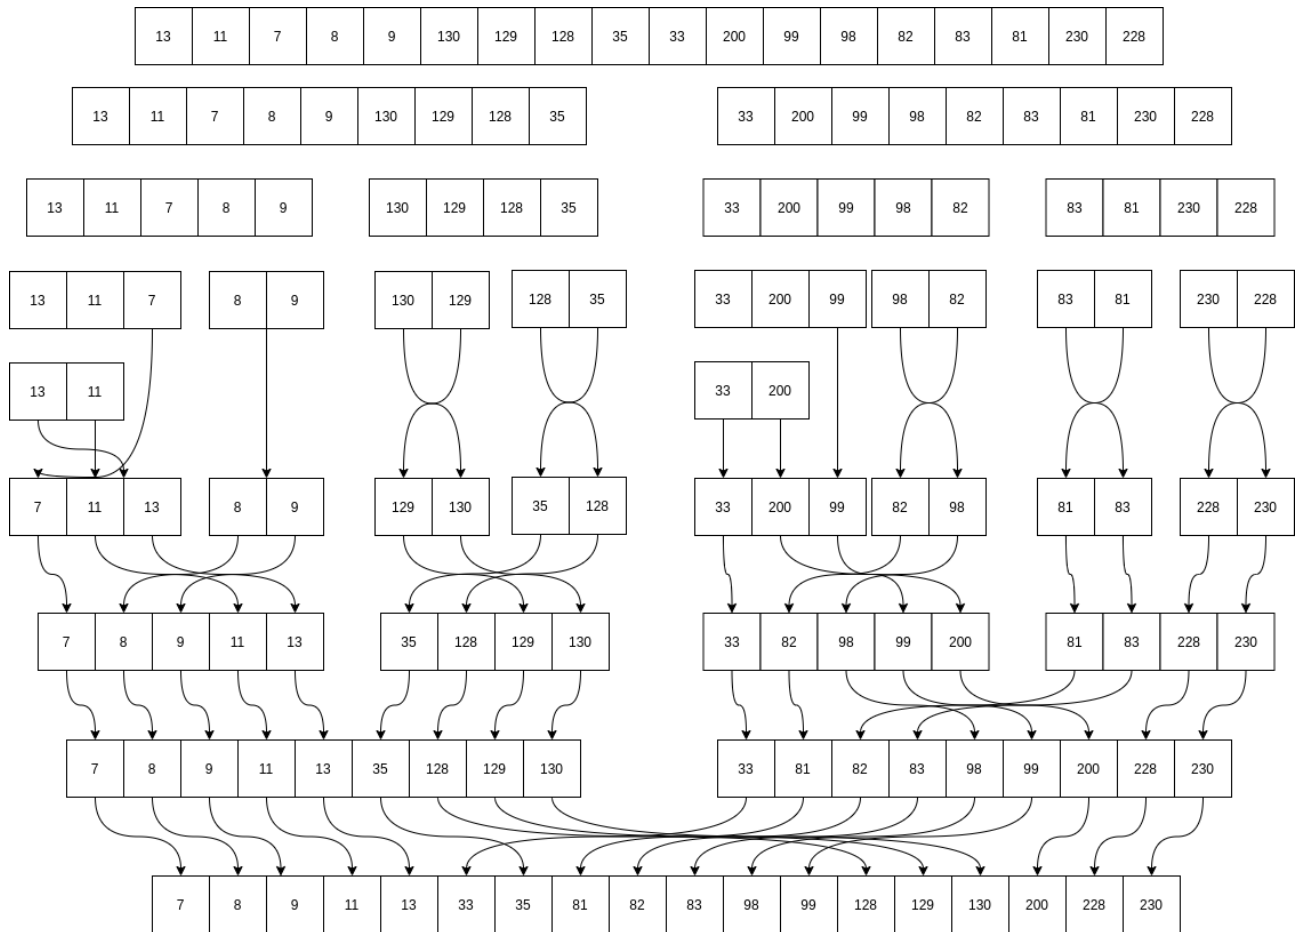 13 11 7 8 9 130 129 128 35 33 200 99 98 82 83 81 230 228
13 11 7 8 9 130 129 128 35 33 200 99 98 82 83 81 230 228
13 11 7 8 9 130 129 128 35 33 200 99 98 82 83 81 230 228
13 11 7 8 9 130 129 128 35 33 200 99 98 82 83 81 230 228
13 11 33 200
7 11 13 8 9 129 130 35 128 33 200 99 82 98 81 83 228 230
7 8 9 11 13 35 128 129 130 33 82 98 99 200 81 83 228 230
7 8 9 11 13 35 128 129 130 33 81 82 83 98 99 200 228 230
7 8 9 11 13 33 35 81 82 83 98 99 128 129 130 200 228 230